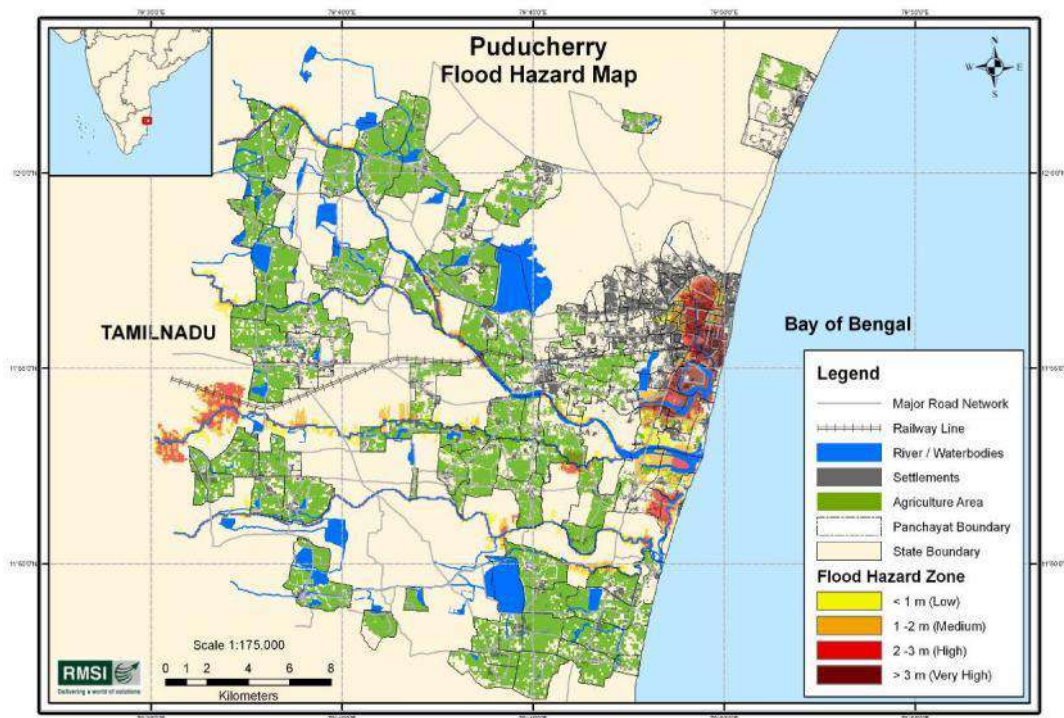 Puducherry
Flood Hazard Map
N
W
E
S
TAMILNADU
Bay of Bengal
Legend
Major Road Network
Railway Line
River / Waterbodies
Settlements
Agriculture Area
Panchayat Boundary
State Boundary
Flood Hazard Zone
< 1 m (Low)
1 -2 m (Medium)
2 -3 m (High)
> 3 m (Very High)
Scale 1:175,000
0 1 2 4 6 8
Kilometers
RMSI
Delivering a world of solutions